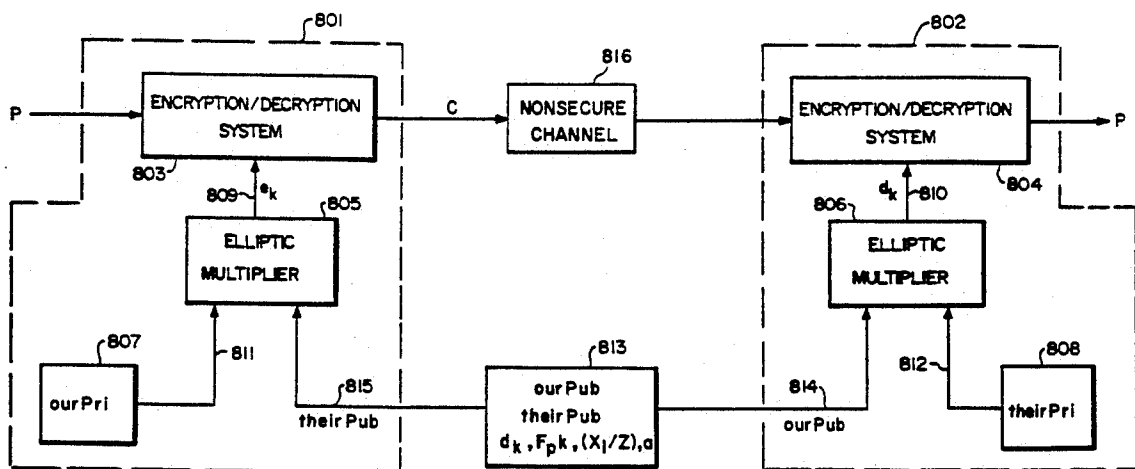 801
802
816
P
ENCRYPTION/DECRYPTION
SYSTEM
C
NONSECURE
CHANNEL
ENCRYPTION/DECRYPTION
SYSTEM
P
803
804
809
e_k
805
d_k
810
806
ELLIPTIC
MULTIPLIER
ELLIPTIC
MULTIPLIER
807
811
813
812
808
ourPri
815
theirPub
ourPub
theirPub
d_k, F_pk, (X_1/Z), a
814
ourPub
theirPri